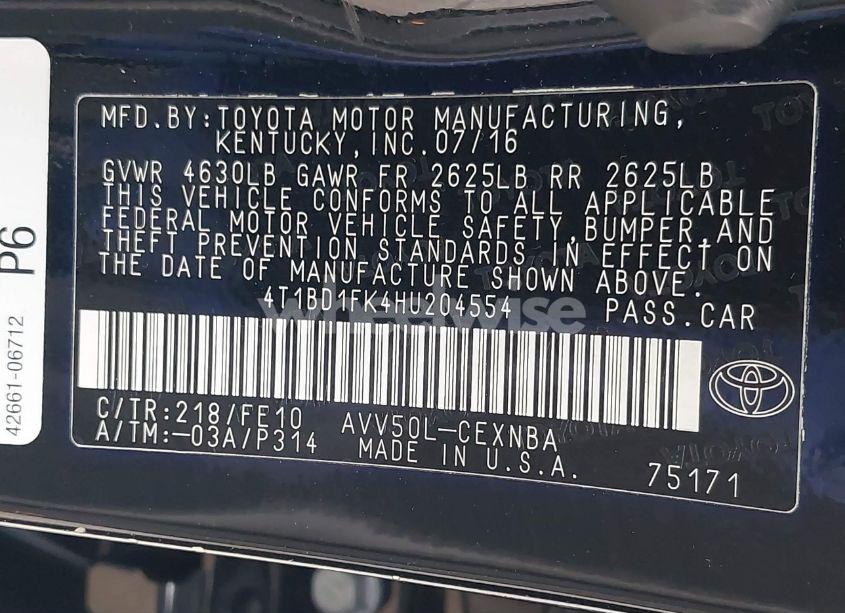 MFD.BY:TOYOTA MOTOR MANUFACTURING,
KENTUCKY,INC.07/16
GVWR 4630LB GAWR FR 2625LB RR 2625LB
THIS VEHICLE CONFORMS TO ALL APPLICABLE
FEDERAL MOTOR VEHICLE SAFETY,BUMPER,AND
THEFT PREVENTION STANDARDS IN EFFECT ON
THE DATE OF MANUFACTURE SHOWN ABOVE.
4T1BD1FK4HU204554 PASS.CAR
wheelwise
C/TR:218/FE10 AVV50L-CEXNBA
A/TM:-03A/P314 MADE IN U.S.A.
75171
P6
42661-06712